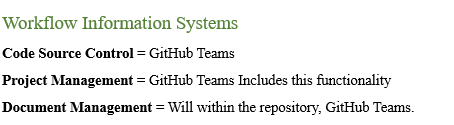 Workflow Information Systems
Code Source Control = GitHub Teams
Project Management = GitHub Teams Includes this functionality
Document Management = Will within the repository, GitHub Teams.